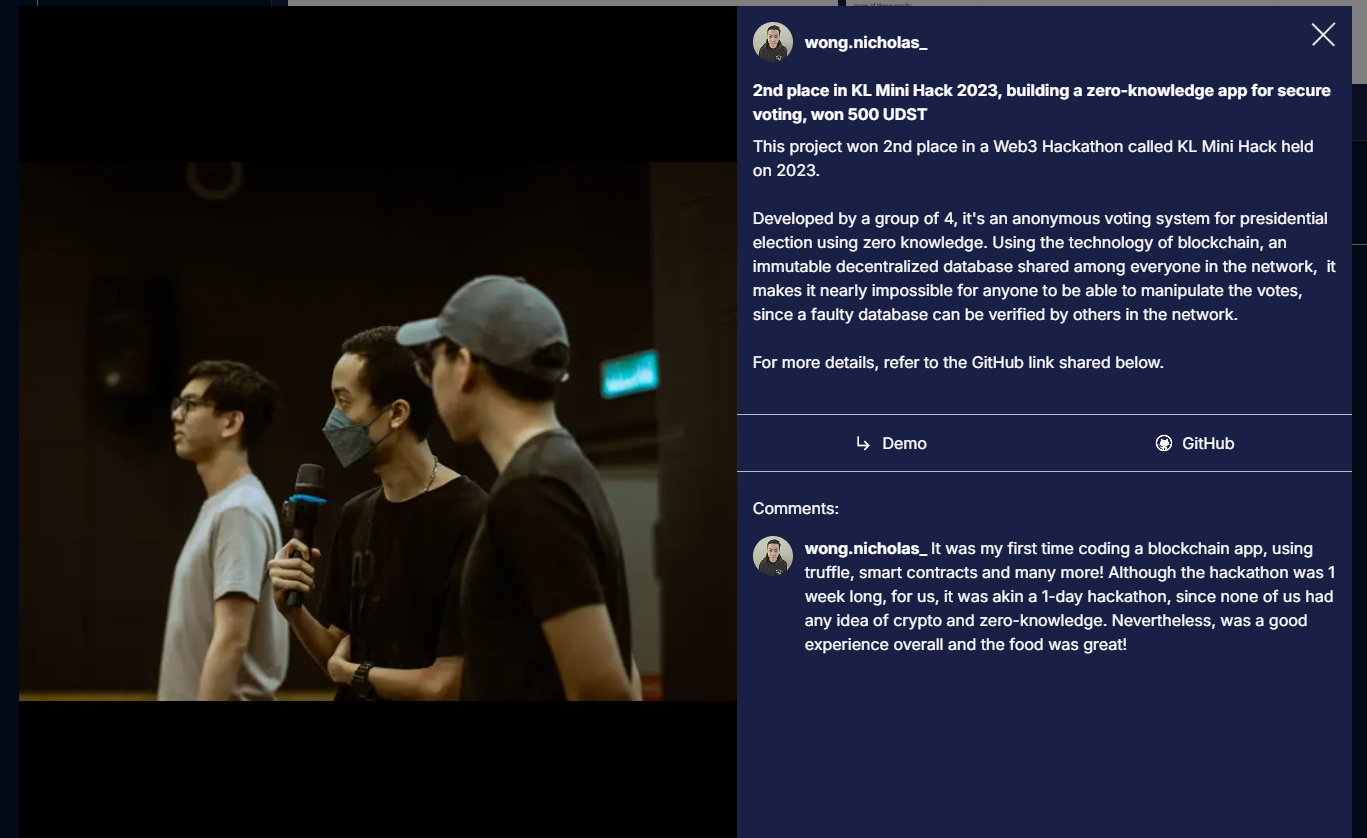 wong.nicholas_
2nd place in KL Mini Hack 2023, building a zero-knowledge app for secure
voting, won 500 UDST
This project won 2nd place in a Web3 Hackathon called KL Mini Hack held
on 2023.
Developed by a group of 4, it's an anonymous voting system for presidential
election using zero knowledge. Using the technology of blockchain, an
immutable decentralized database shared among everyone in the network,  it
makes it nearly impossible for anyone to be able to manipulate the votes,
since a faulty database can be verified by others in the network.
For more details, refer to the GitHub link shared below.
Demo
GitHub
Comments:
wong.nicholas_ It was my first time coding a blockchain app, using
truffle, smart contracts and many more! Although the hackathon was 1
week long, for us, it was akin a 1-day hackathon, since none of us had
any idea of crypto and zero-knowledge. Nevertheless, was a good
experience overall and the food was great!